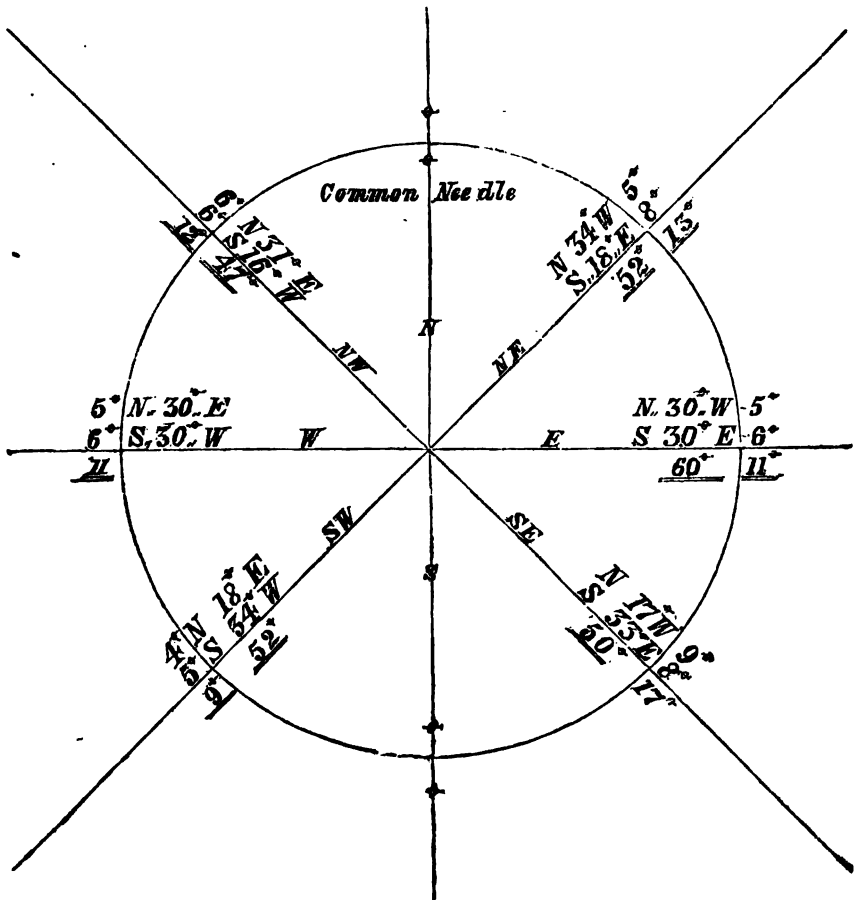 Common Needle
6° N 31° E
6° S 16° W
12° 47°
N 34° W 5°
S 18° E 8°
52° 13°
N
NW
NE
5° N. 30° E
6° S. 30° W
11
W
E
N. 30° W 5°
S 30° E 6°
60° 11°
SW
SE
S
4° N 18° E
5° S 34° W
9° 52°
N 17° W 9°
S 33° E 8°
50° 17°